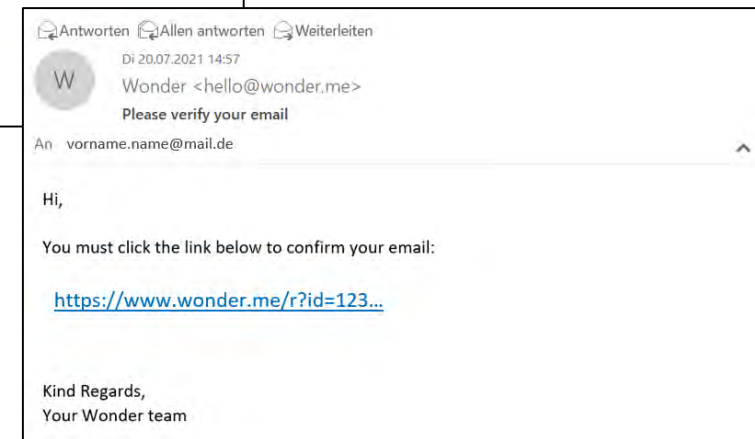 Antworten Allen antworten Weiterleiten
Di 20.07.2021 14:57
W
Wonder <hello@wonder.me>
Please verify your email
An vorname.name@mail.de
Hi,
You must click the link below to confirm your email:
https://www.wonder.me/r?id=123...
Kind Regards,
Your Wonder team